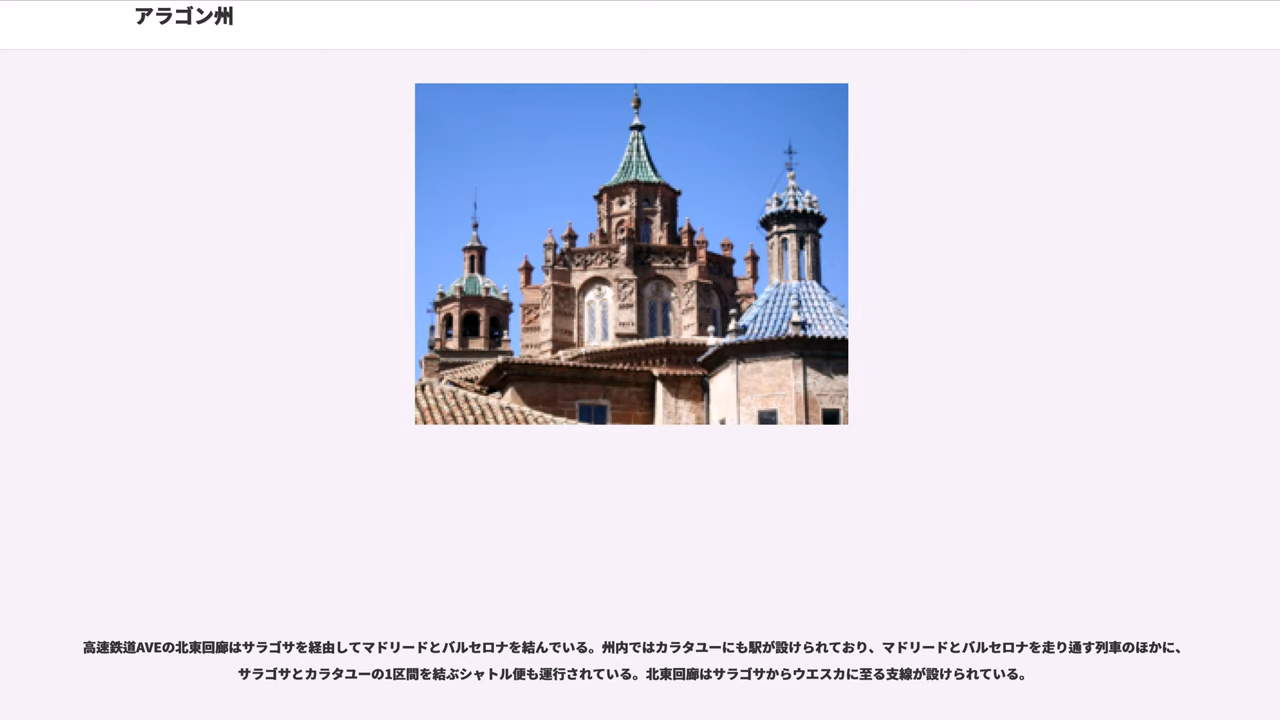 アラゴン州
高速鉄道AVEの北東回廊はサラゴサを経由してマドリードとバルセロナを結んでいる。州内ではカラタユーにも駅が設けられており、マドリードとバルセロナを走り通す列車のほかに、
サラゴサとカラタユーの1区間を結ぶシャトル便も運行されている。北東回廊はサラゴサからウエスカに至る支線が設けられている。